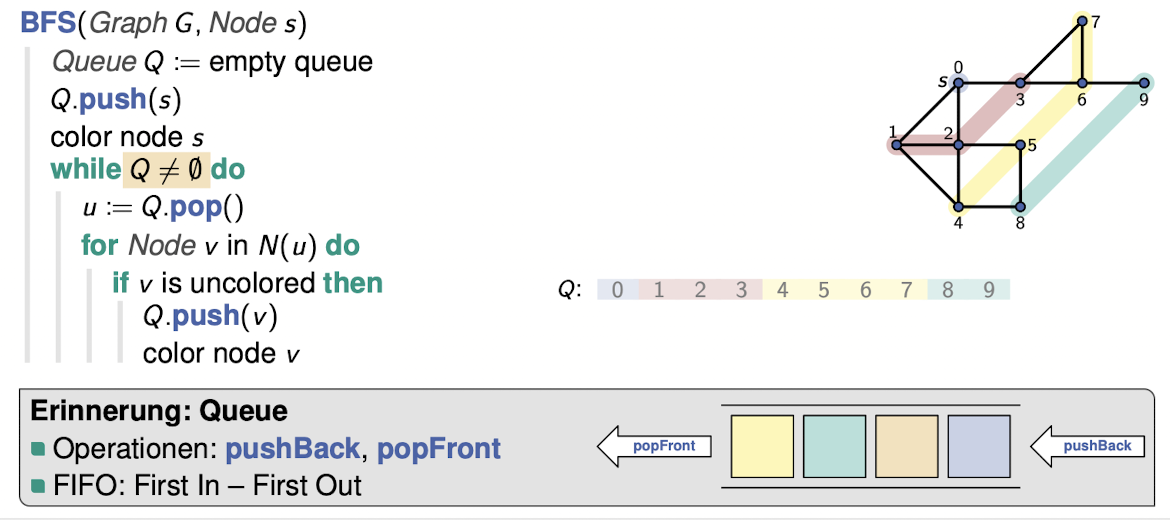 BFS(Graph G, Node s)
Queue Q := empty queue
Q.push(s)
color node s
while Q ≠ ∅ do
u := Q.pop()
for Node v in N(u) do
if v is uncolored then
Q.push(v)
color node v
7
0
s
3
6
9
1
2
5
4
8
Q: 0 1 2 3 4 5 6 7 8 9
Erinnerung: Queue
Operationen: pushBack, popFront
FIFO: First In – First Out
popFront
pushBack